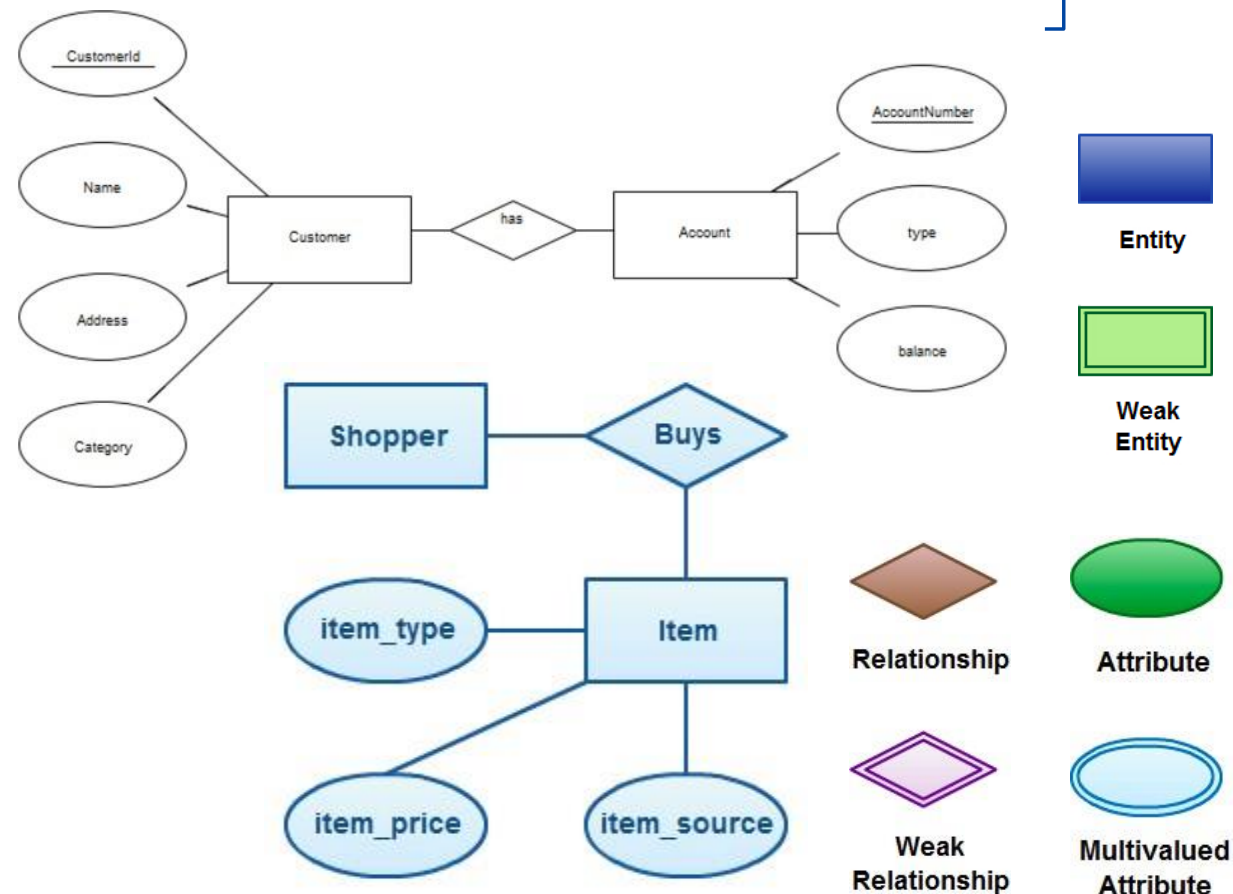 CustomerId
Name
Address
Category
Customer
has
Account
AccountNumber
type
balance
Shopper
Buys
item_type
Item
item_price
item_source
Entity
Weak
Entity
Relationship
Attribute
Weak
Relationship
Multivalued
Attribute